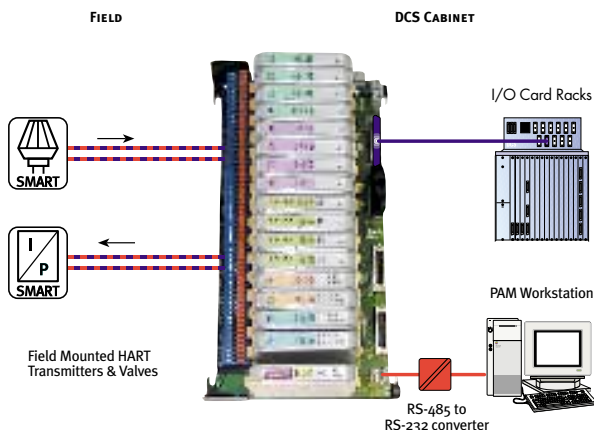 FIELD
DCS CABINET
I/O Card Racks
SMART
I
P
SMART
PAM Workstation
Field Mounted HART
Transmitters & Valves
RS-485 to
RS-232 converter